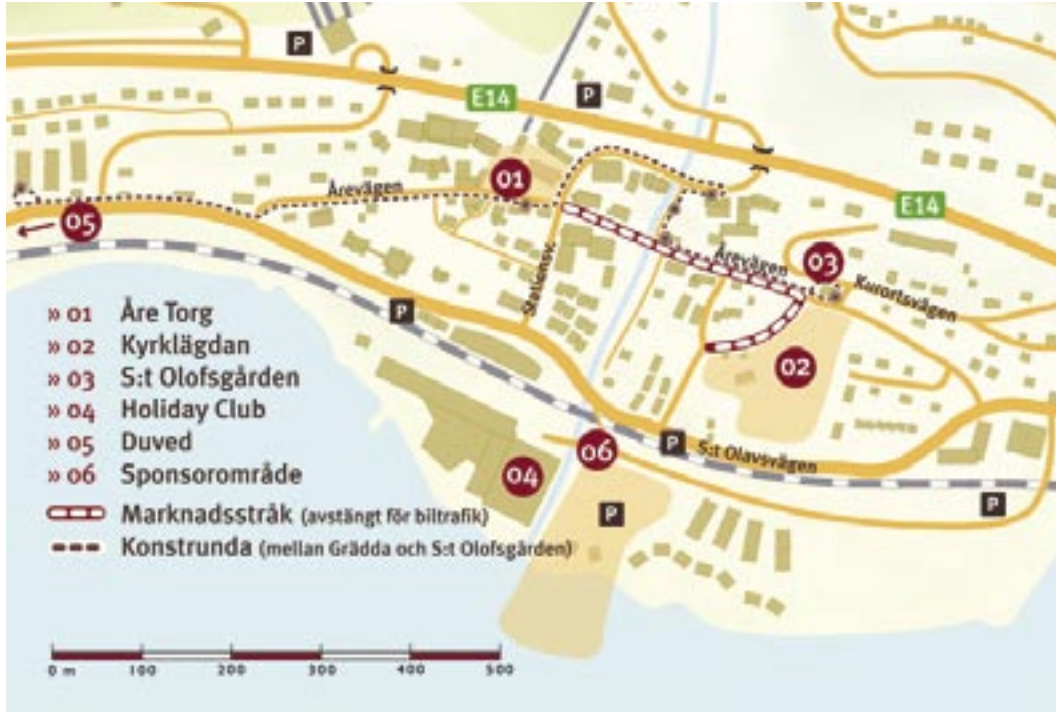 P
E14
P
Årevägen
01
E14
05
Stationsv.
Årevägen
03
Kurortsvägen
P
02
» 01 Åre Torg
» 02 Kyrklägdan
» 03 S:t Olofsgården
» 04 Holiday Club
» 05 Duved
» 06 Sponsorområde
Marknadsstråk (avstängt för biltrafik)
Konstrunda (mellan Grädda och S:t Olofsgården)
04
06
P
S:t Olavsvägen
P
P
0 m 100 200 300 400 500